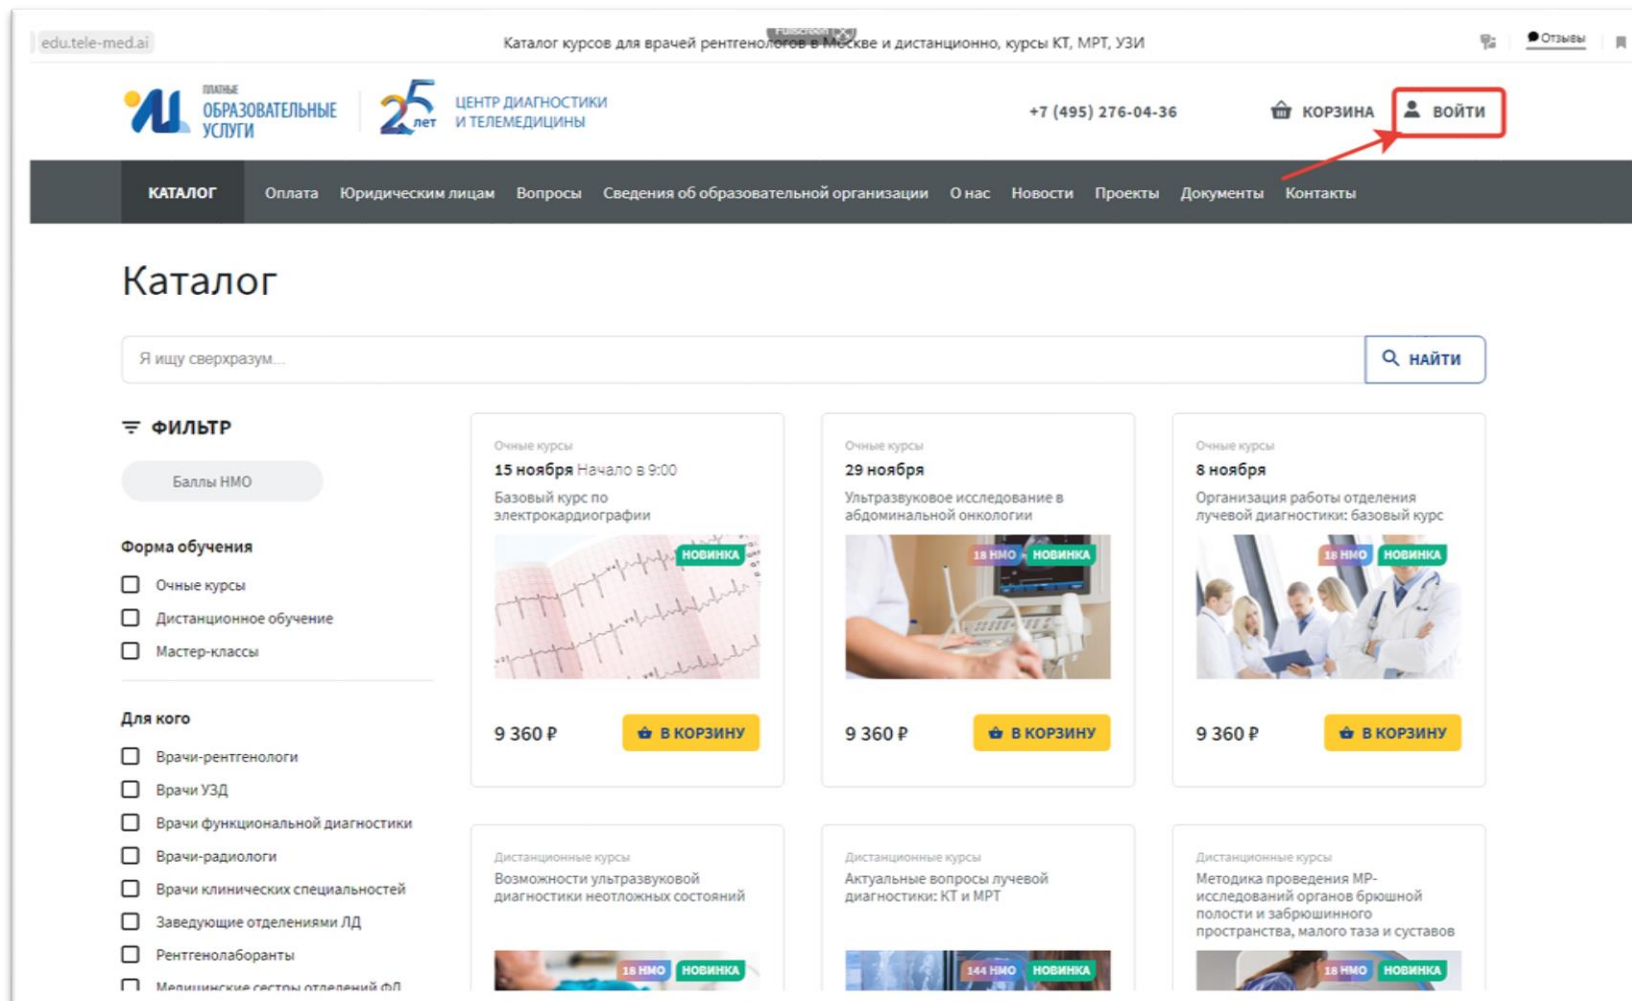 edu.tele-med.ai
Каталог курсов для врачей рентгенологов в Москве и дистанционно, курсы КТ, МРТ, УЗИ
Fullscreen
Отзывы
ПЛАТНЫЕ
ОБРАЗОВАТЕЛЬНЫЕ
УСЛУГИ
25 лет
ЦЕНТР ДИАГНОСТИКИ
И ТЕЛЕМЕДИЦИНЫ
+7 (495) 276-04-36
КОРЗИНА
ВОЙТИ
КАТАЛОГ Оплата Юридическим лицам Вопросы Сведения об образовательной организации О нас Новости Проекты Документы Контакты
Каталог
Я ищу сверхразум...
НАЙТИ
ФИЛЬТР
Баллы НМО
Форма обучения
Очные курсы
Дистанционное обучение
Мастер-классы
Для кого
Врачи-рентгенологи
Врачи УЗД
Врачи функциональной диагностики
Врачи-радиологи
Врачи клинических специальностей
Заведующие отделениями ЛД
Рентгенолаборанты
Медицинские сестры отделений ФД
Очные курсы
15 ноября Начало в 9:00
Базовый курс по
электрокардиографии
НОВИНКА
9 360 ₽
В КОРЗИНУ
Очные курсы
29 ноября
Ультразвуковое исследование в
абдоминальной онкологии
18 НМО НОВИНКА
9 360 ₽
В КОРЗИНУ
Очные курсы
8 ноября
Организация работы отделения
лучевой диагностики: базовый курс
18 НМО НОВИНКА
9 360 ₽
В КОРЗИНУ
Дистанционные курсы
Возможности ультразвуковой
диагностики неотложных состояний
18 НМО НОВИНКА
Дистанционные курсы
Актуальные вопросы лучевой
диагностики: КТ и МРТ
144 НМО НОВИНКА
Дистанционные курсы
Методика проведения МР-
исследований органов брюшной
полости и забрюшинного
пространства, малого таза и суставов
18 НМО НОВИНКА